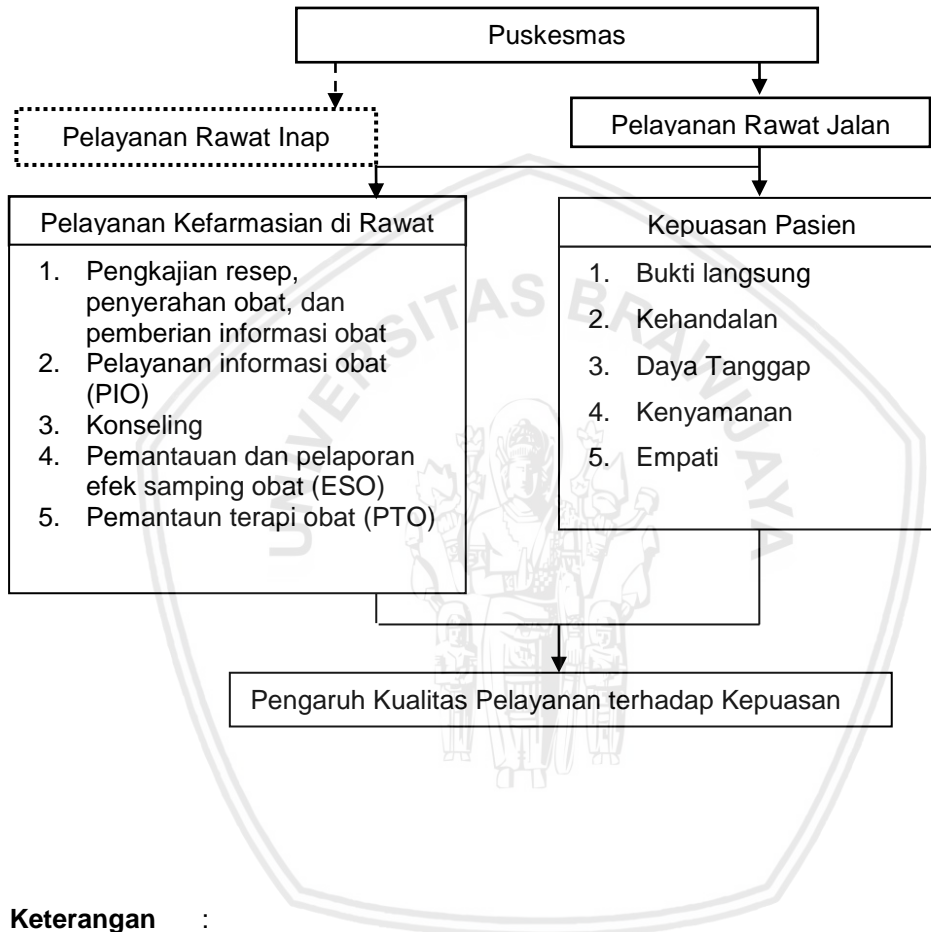 Puskesmas
Pelayanan Rawat Inap
Pelayanan Rawat Jalan
Pelayanan Kefarmasian di Rawat
1. Pengkajian resep,
penyerahan obat, dan
pemberian informasi obat
2. Pelayanan informasi obat
(PIO)
3. Konseling
4. Pemantauan dan pelaporan
efek samping obat (ESO)
5. Pemantaun terapi obat (PTO)
Kepuasan Pasien
1. Bukti langsung
2. Kehandalan
3. Daya Tanggap
4. Kenyamanan
5. Empati
UNIVERSITAS BRAWIJAYA
Pengaruh Kualitas Pelayanan terhadap Kepuasan
Keterangan :